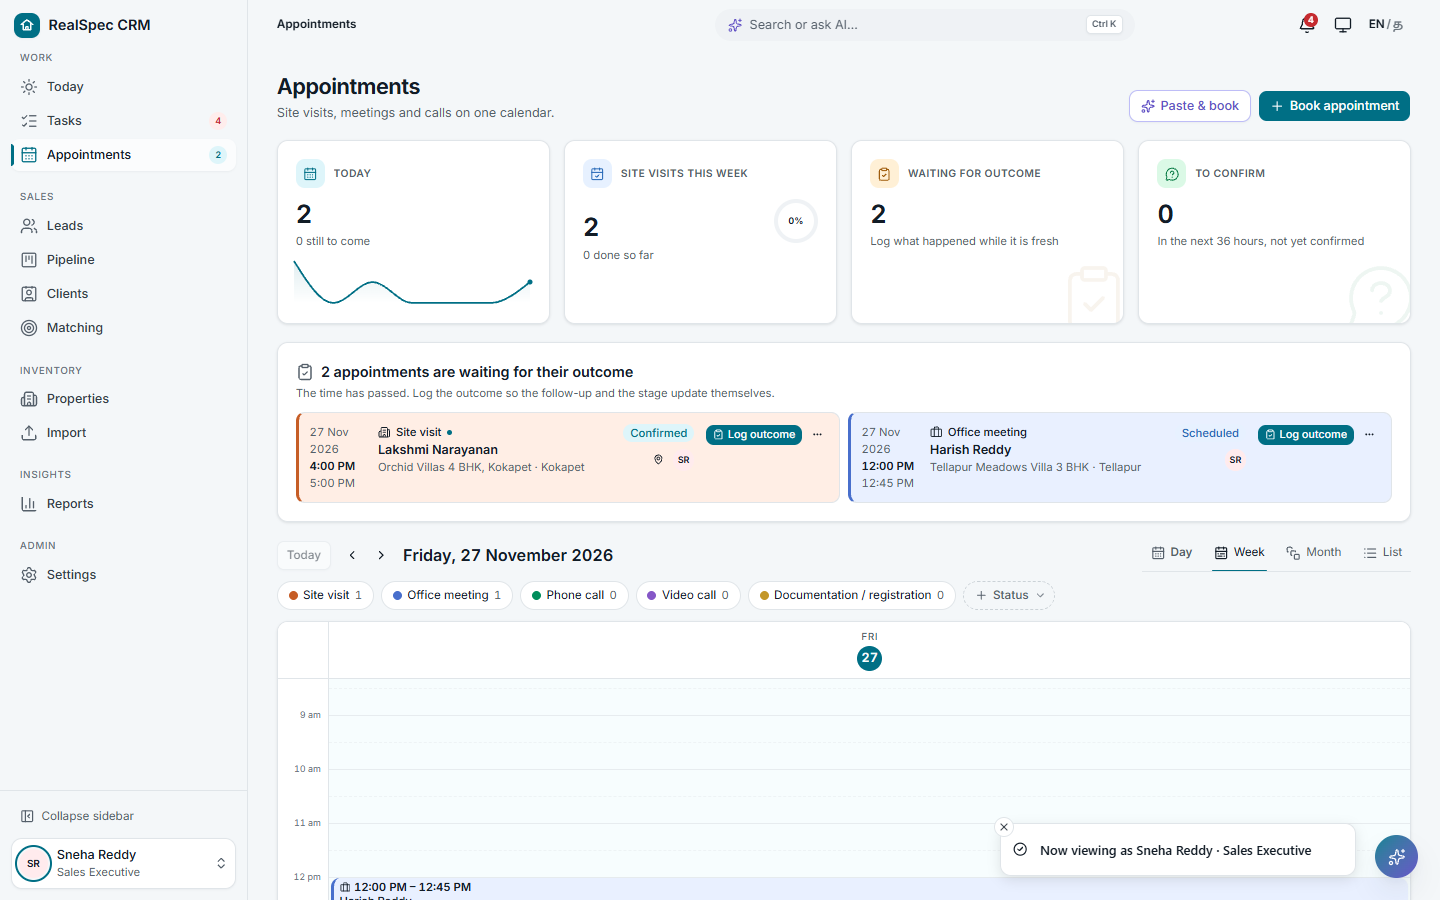 RealSpec CRM
WORK
Today
Tasks
4
Appointments
2
SALES
Leads
Pipeline
Clients
Matching
INVENTORY
Properties
Import
INSIGHTS
Reports
ADMIN
Settings
Collapse sidebar
SR
Sneha Reddy
Sales Executive
Appointments
Search or ask AI...
Ctrl K
4
EN / த
Appointments
Site visits, meetings and calls on one calendar.
Paste & book
Book appointment
TODAY
2
0 still to come
SITE VISITS THIS WEEK
2
0%
0 done so far
WAITING FOR OUTCOME
2
Log what happened while it is fresh
TO CONFIRM
0
In the next 36 hours, not yet confirmed
2 appointments are waiting for their outcome
The time has passed. Log the outcome so the follow-up and the stage update themselves.
27 Nov
2026
4:00 PM
5:00 PM
Site visit
Lakshmi Narayanan
Orchid Villas 4 BHK, Kokapet · Kokapet
Confirmed
SR
Log outcome
27 Nov
2026
12:00 PM
12:45 PM
Office meeting
Harish Reddy
Tellapur Meadows Villa 3 BHK · Tellapur
Scheduled
SR
Log outcome
Today
Friday, 27 November 2026
Day
Week
Month
List
Site visit 1
Office meeting 1
Phone call 0
Video call 0
Documentation / registration 0
Status
FRI
27
9 am
10 am
11 am
12 pm
12:00 PM – 12:45 PM
Harish Reddy
Now viewing as Sneha Reddy · Sales Executive